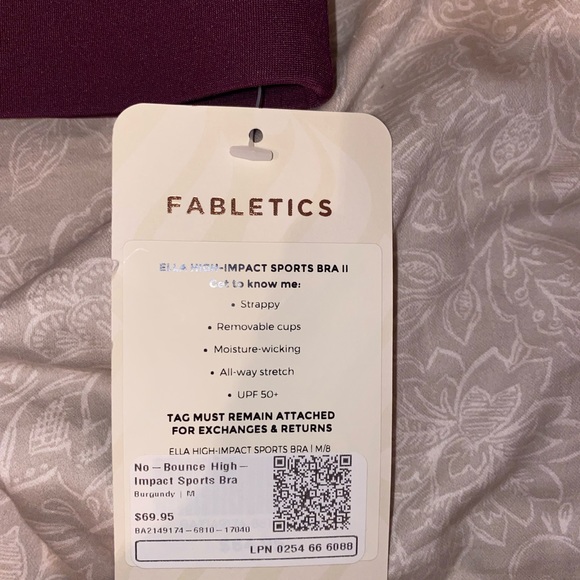 FABLETICS
ELLA HIGH-IMPACT SPORTS BRA II
Get to know me:
• Strappy
• Removable cups
• Moisture-wicking
• All-way stretch
• UPF 50+
TAG MUST REMAIN ATTACHED
FOR EXCHANGES & RETURNS
ELLA HIGH-IMPACT SPORTS BRA | M/8
No-Bounce High-
Impact Sports Bra
Burgundy | M
$69.95
BA2149174-6810-17040
LPN 0254 66 6088